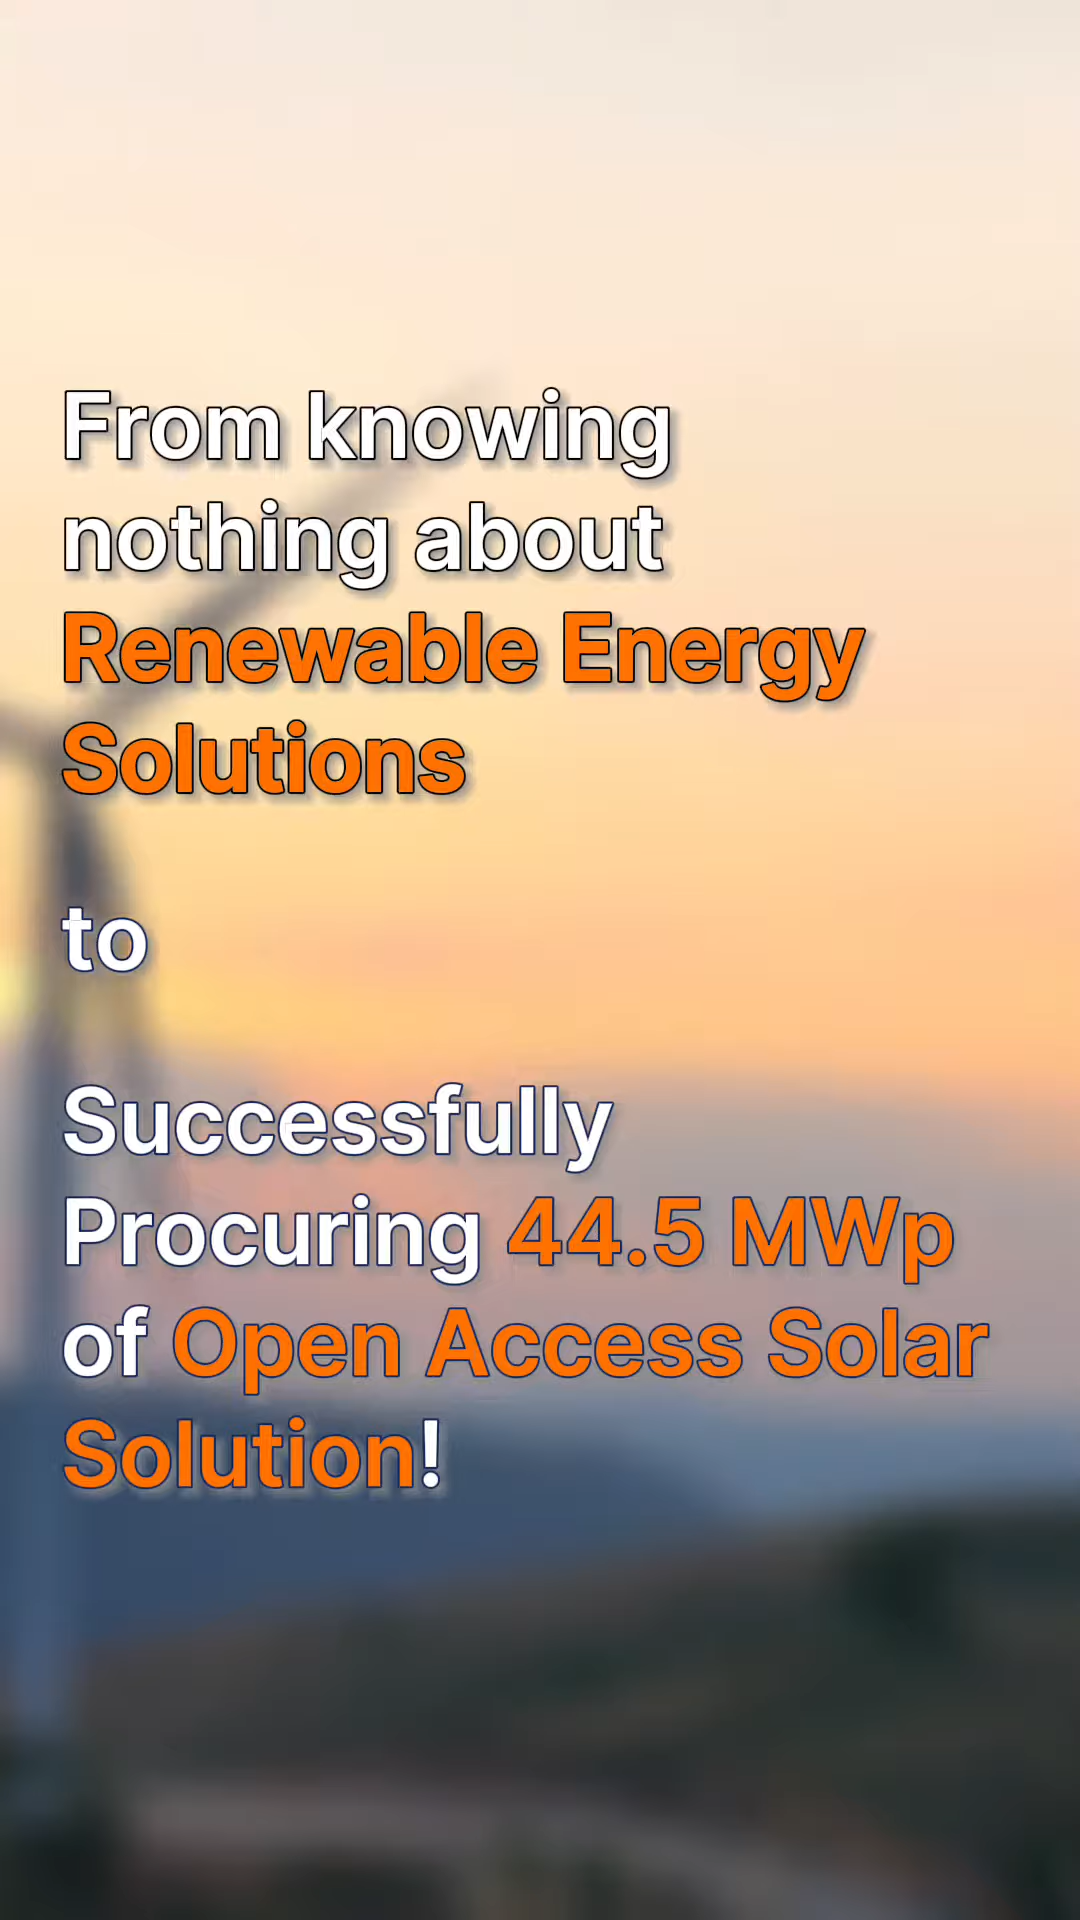 From knowing
nothing about
Renewable Energy
Solutions
to
Successfully
Procuring 44.5 MWp
of Open Access Solar
Solution!